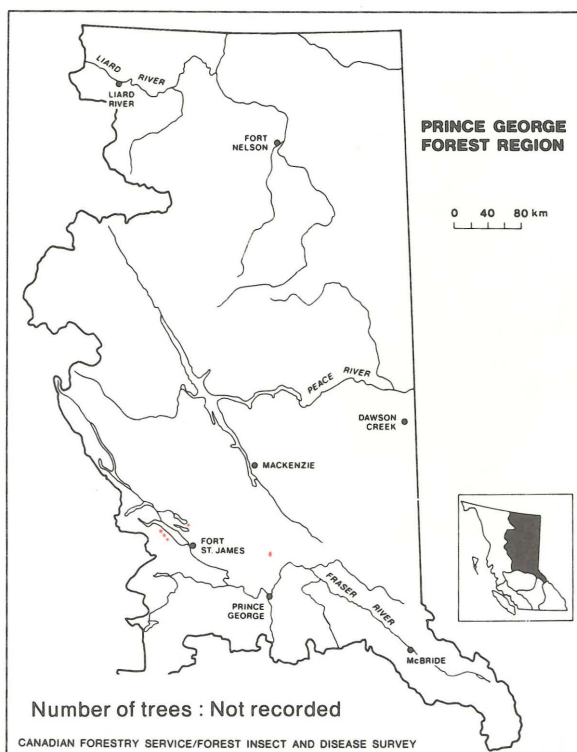 LIARD RIVER
LIARD
RIVER
FORT
NELSON
PRINCE GEORGE
FOREST REGION
0 40 80 km
PEACE RIVER
DAWSON
CREEK
MACKENZIE
FORT
ST. JAMES
FRASER RIVER
PRINCE
GEORGE
McBRIDE
Number of trees : Not recorded
CANADIAN FORESTRY SERVICE/FOREST INSECT AND DISEASE SURVEY